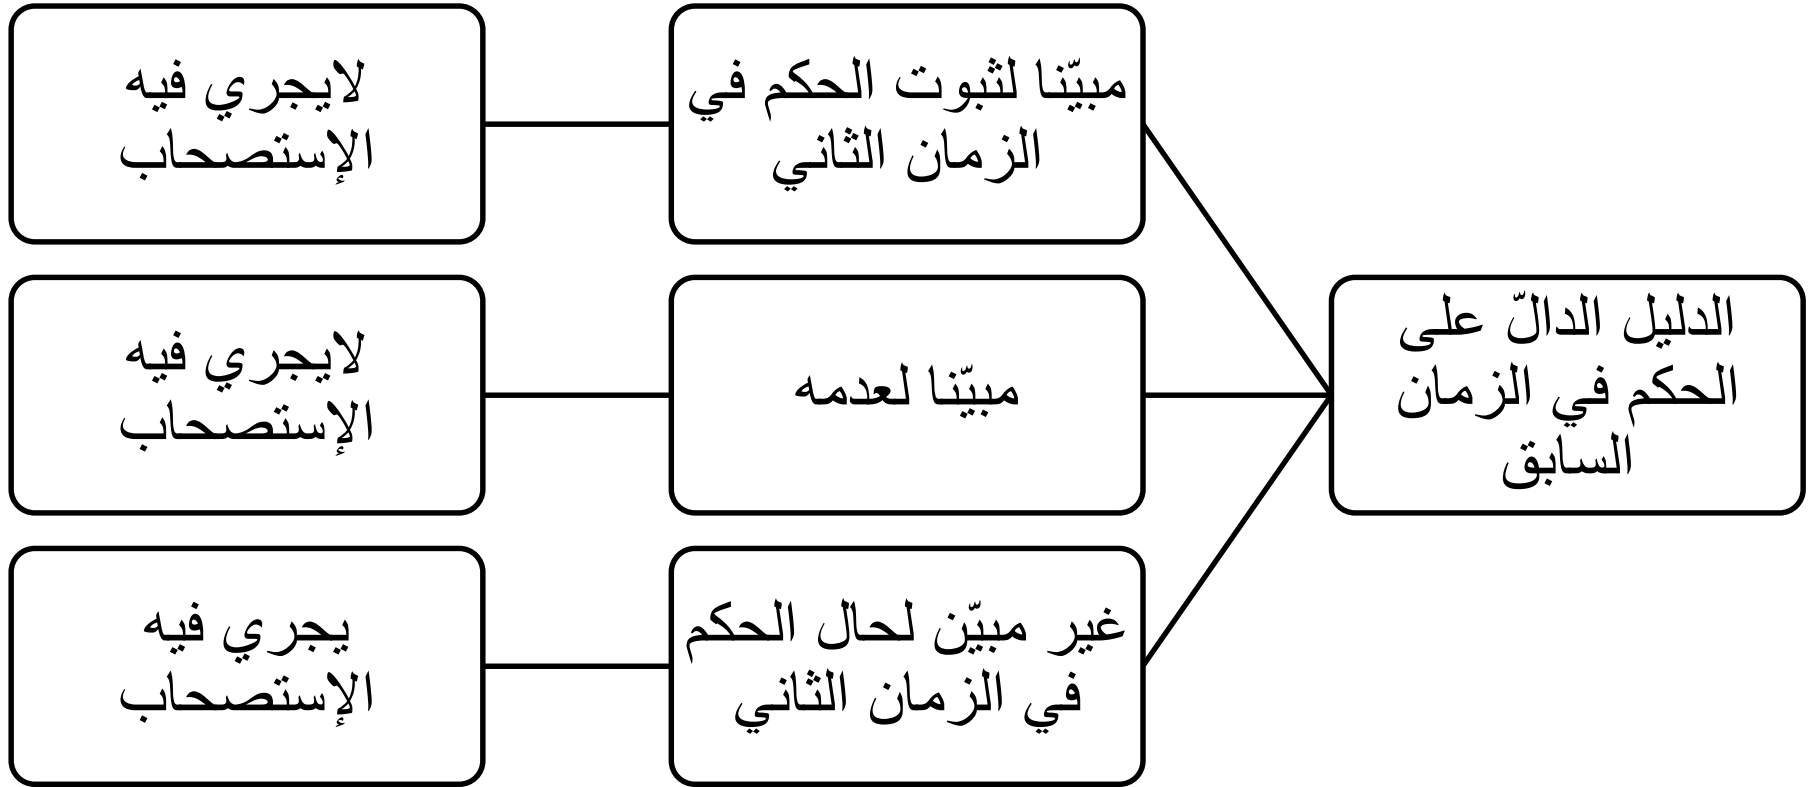 الدليل الدالّ على
الحكم في الزمان
السابق
مبيّنا لثبوت الحكم في
الزمان الثاني
لايجري فيه
الإستصحاب
مبيّنا لعدمه
لايجري فيه
الإستصحاب
غير مبيّن لحال الحكم
في الزمان الثاني
يجري فيه
الإستصحاب